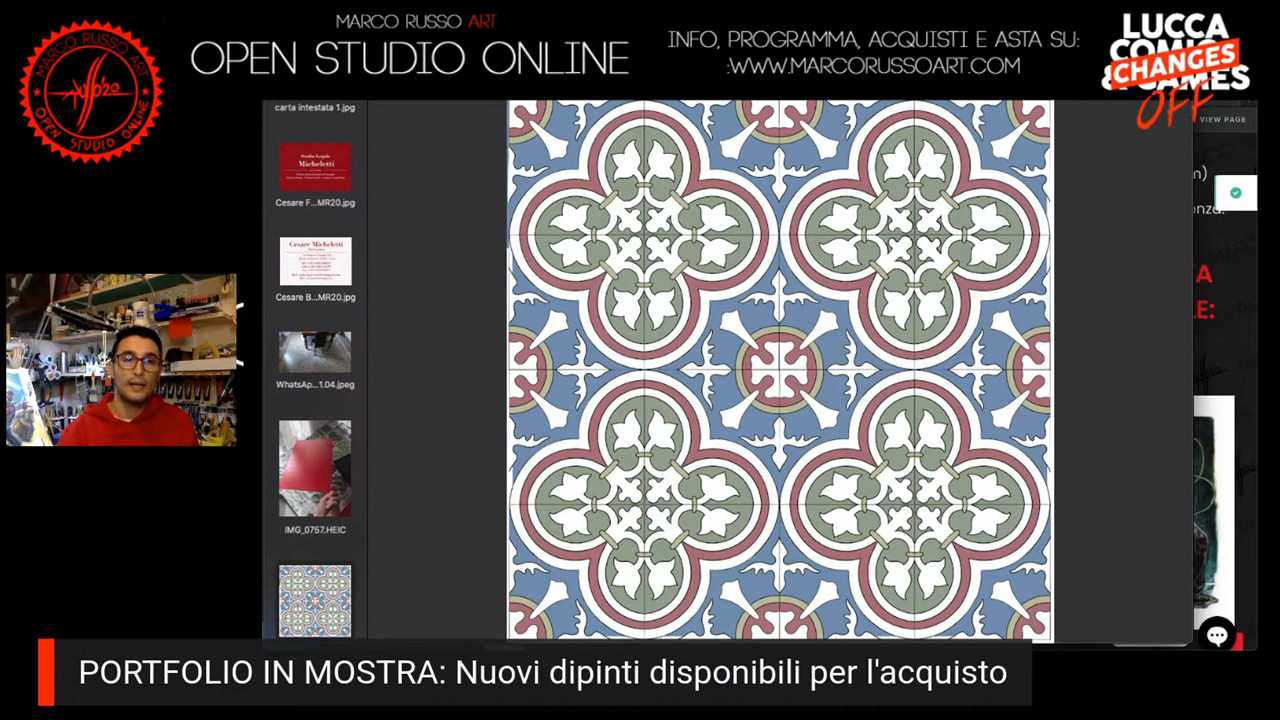 MARCO RUSSO ART
OPEN STUDIO ONLINE
INFO, PROGRAMMA, ACQUISTI E ASTA SU:
:WWW.MARCORUSSOART.COM
LUCCA
COMICS
& GAMES
CHANGES
OFF
MARCO RUSSO ART
OPEN STUDIO ONLINE
VIEW PAGE
carta intestata 1.jpg
Studio Legale
Micheletti
Cesare F...MR20.jpg
Cesare Micheletti
Cesare B...MR20.jpg
WhatsAp...1.04.jpeg
IMG_0757.HEIC
PORTFOLIO IN MOSTRA: Nuovi dipinti disponibili per l'acquisto